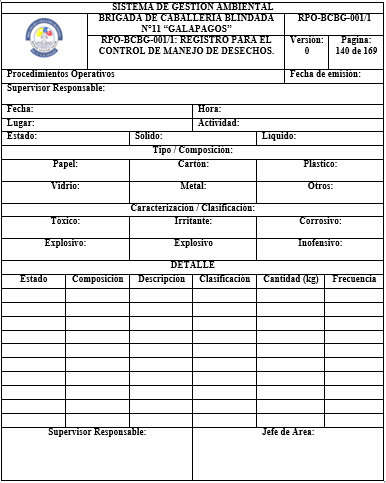 SISTEMA DE GESTION AMBIENTAL
BRIGADA DE CABALLERIA BLINDADA N°11 “GALAPAGOS”
RPO-BCBG-001/1
RPO-BCBG-001/1: REGISTRO PARA EL CONTROL DE MANEJO DE DESECHOS.
Versión: 0
Página: 140 de 169
Procedimientos Operativos
Fecha de emisión:
Supervisor Responsable:
Fecha:
Hora:
Lugar:
Actividad:
Estado:
Solido:
Liquido:
Tipo / Composición:
Papel:
Cartón:
Plástico:
Vidrio:
Metal:
Otros:
Caracterización / Clasificación:
Toxico:
Irritante:
Corrosivo:
Explosivo:
Explosivo
Inofensivo:
DETALLE
Estado
Composición
Descripción
Clasificación
Cantidad (kg)
Frecuencia
Supervisor Responsable:
Jefe de Área: